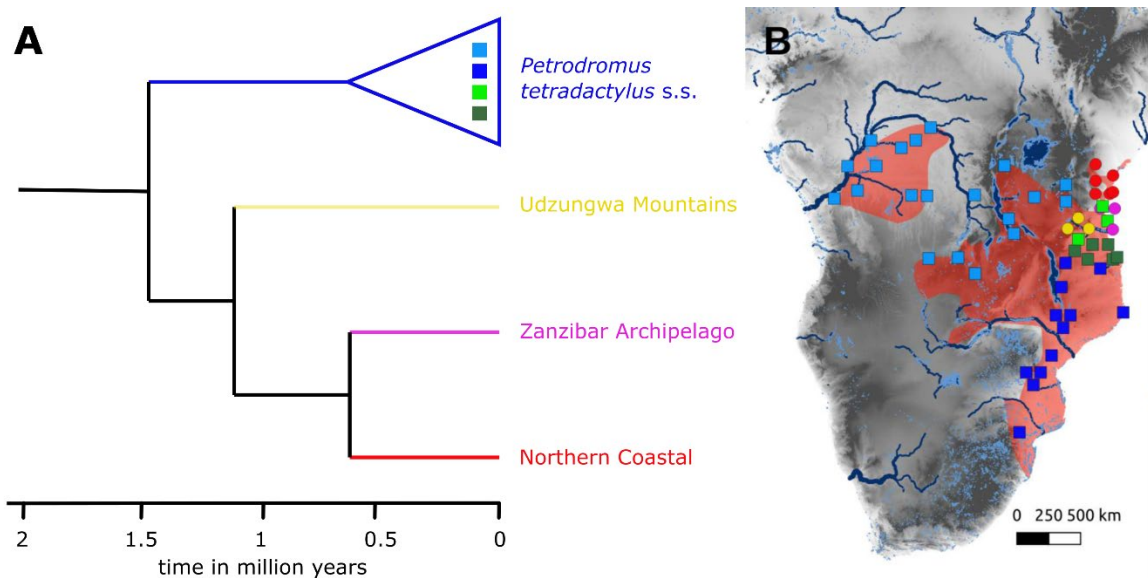 A
Petrodromus
tetradactylus s.s.
Udzungwa Mountains
Zanzibar Archipelago
Northern Coastal
2 1.5 1 0.5 0
time in million years
B
0 250 500 km